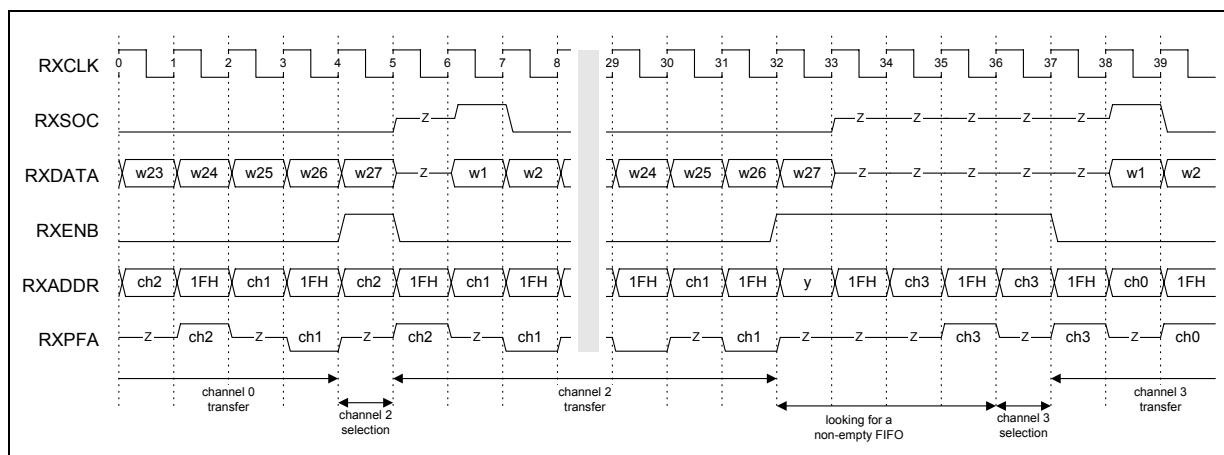 RXCLK 0 1 2 3 4 5 6 7 8 29 30 31 32 33 34 35 36 37 38 39
RXSOC Z Z Z Z Z Z
RXDATA w23 w24 w25 w26 w27 Z w1 w2 w24 w25 w26 w27 Z Z Z Z Z w1 w2
RXENB
RXADDR ch2 1FH ch1 1FH ch2 1FH ch1 1FH 1FH ch1 1FH y 1FH ch3 1FH ch3 1FH ch0 1FH
RXPFA Z ch2 Z ch1 Z ch2 Z ch1 Z ch1 Z Z Z ch3 Z ch3 Z ch0
channel 0
transfer
channel 2
selection
channel 2
transfer
looking for a
non-empty FIFO
channel 3
selection
channel 3
transfer